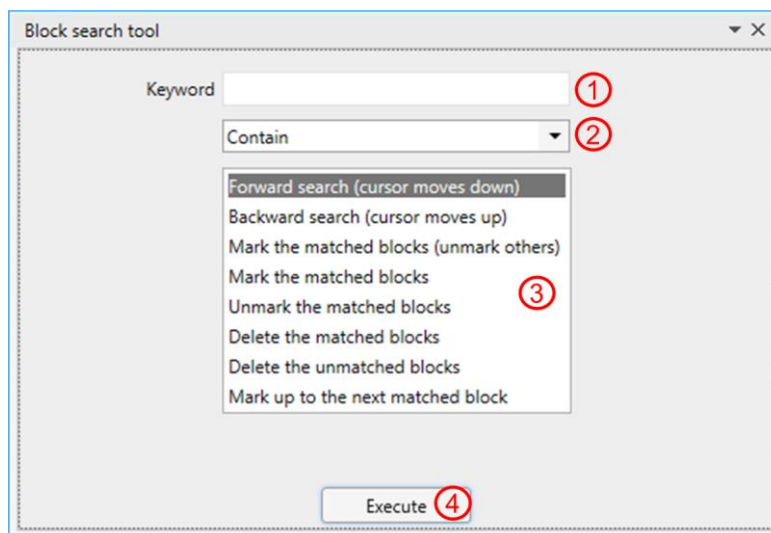 Block search tool
Keyword
1
Contain
2
Forward search (cursor moves down)
Backward search (cursor moves up)
Mark the matched blocks (unmark others)
Mark the matched blocks
3
Unmark the matched blocks
Delete the matched blocks
Delete the unmatched blocks
Mark up to the next matched block
Execute 4